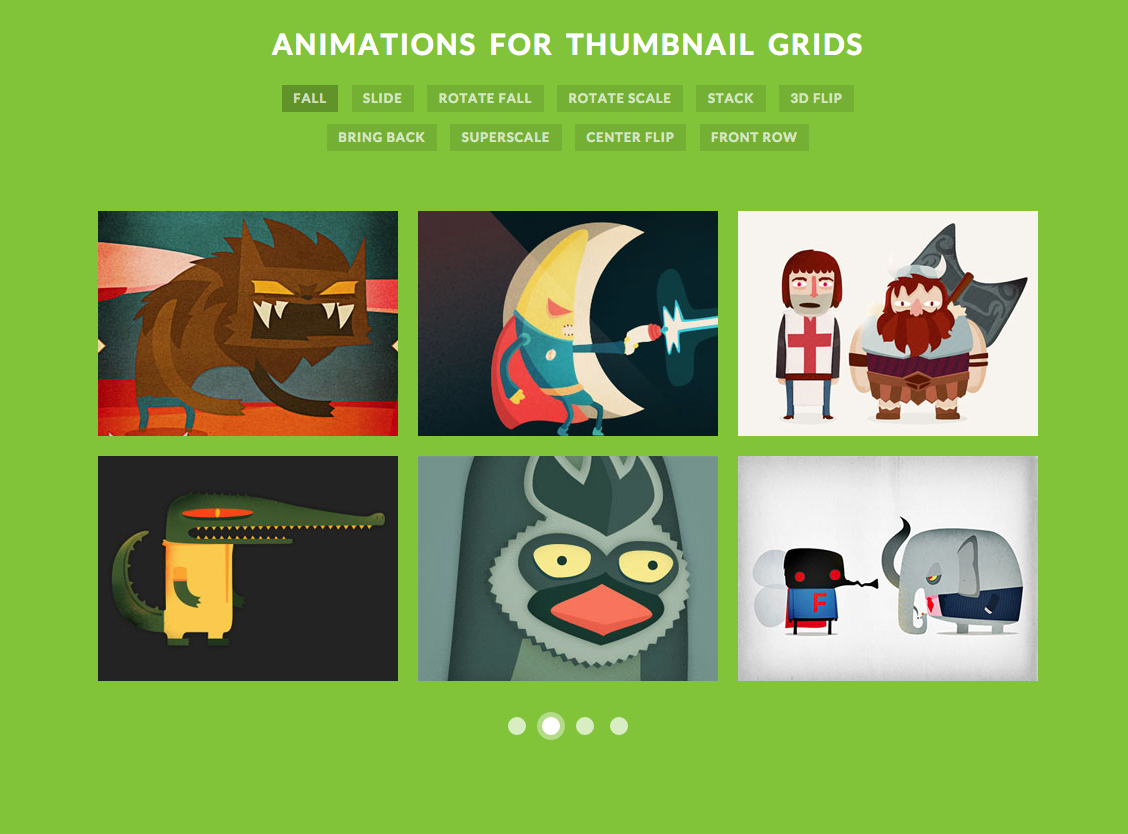 ANIMATIONS FOR THUMBNAIL GRIDS
FALL SLIDE ROTATE FALL ROTATE SCALE STACK 3D FLIP
BRING BACK SUPERSCALE CENTER FLIP FRONT ROW
F